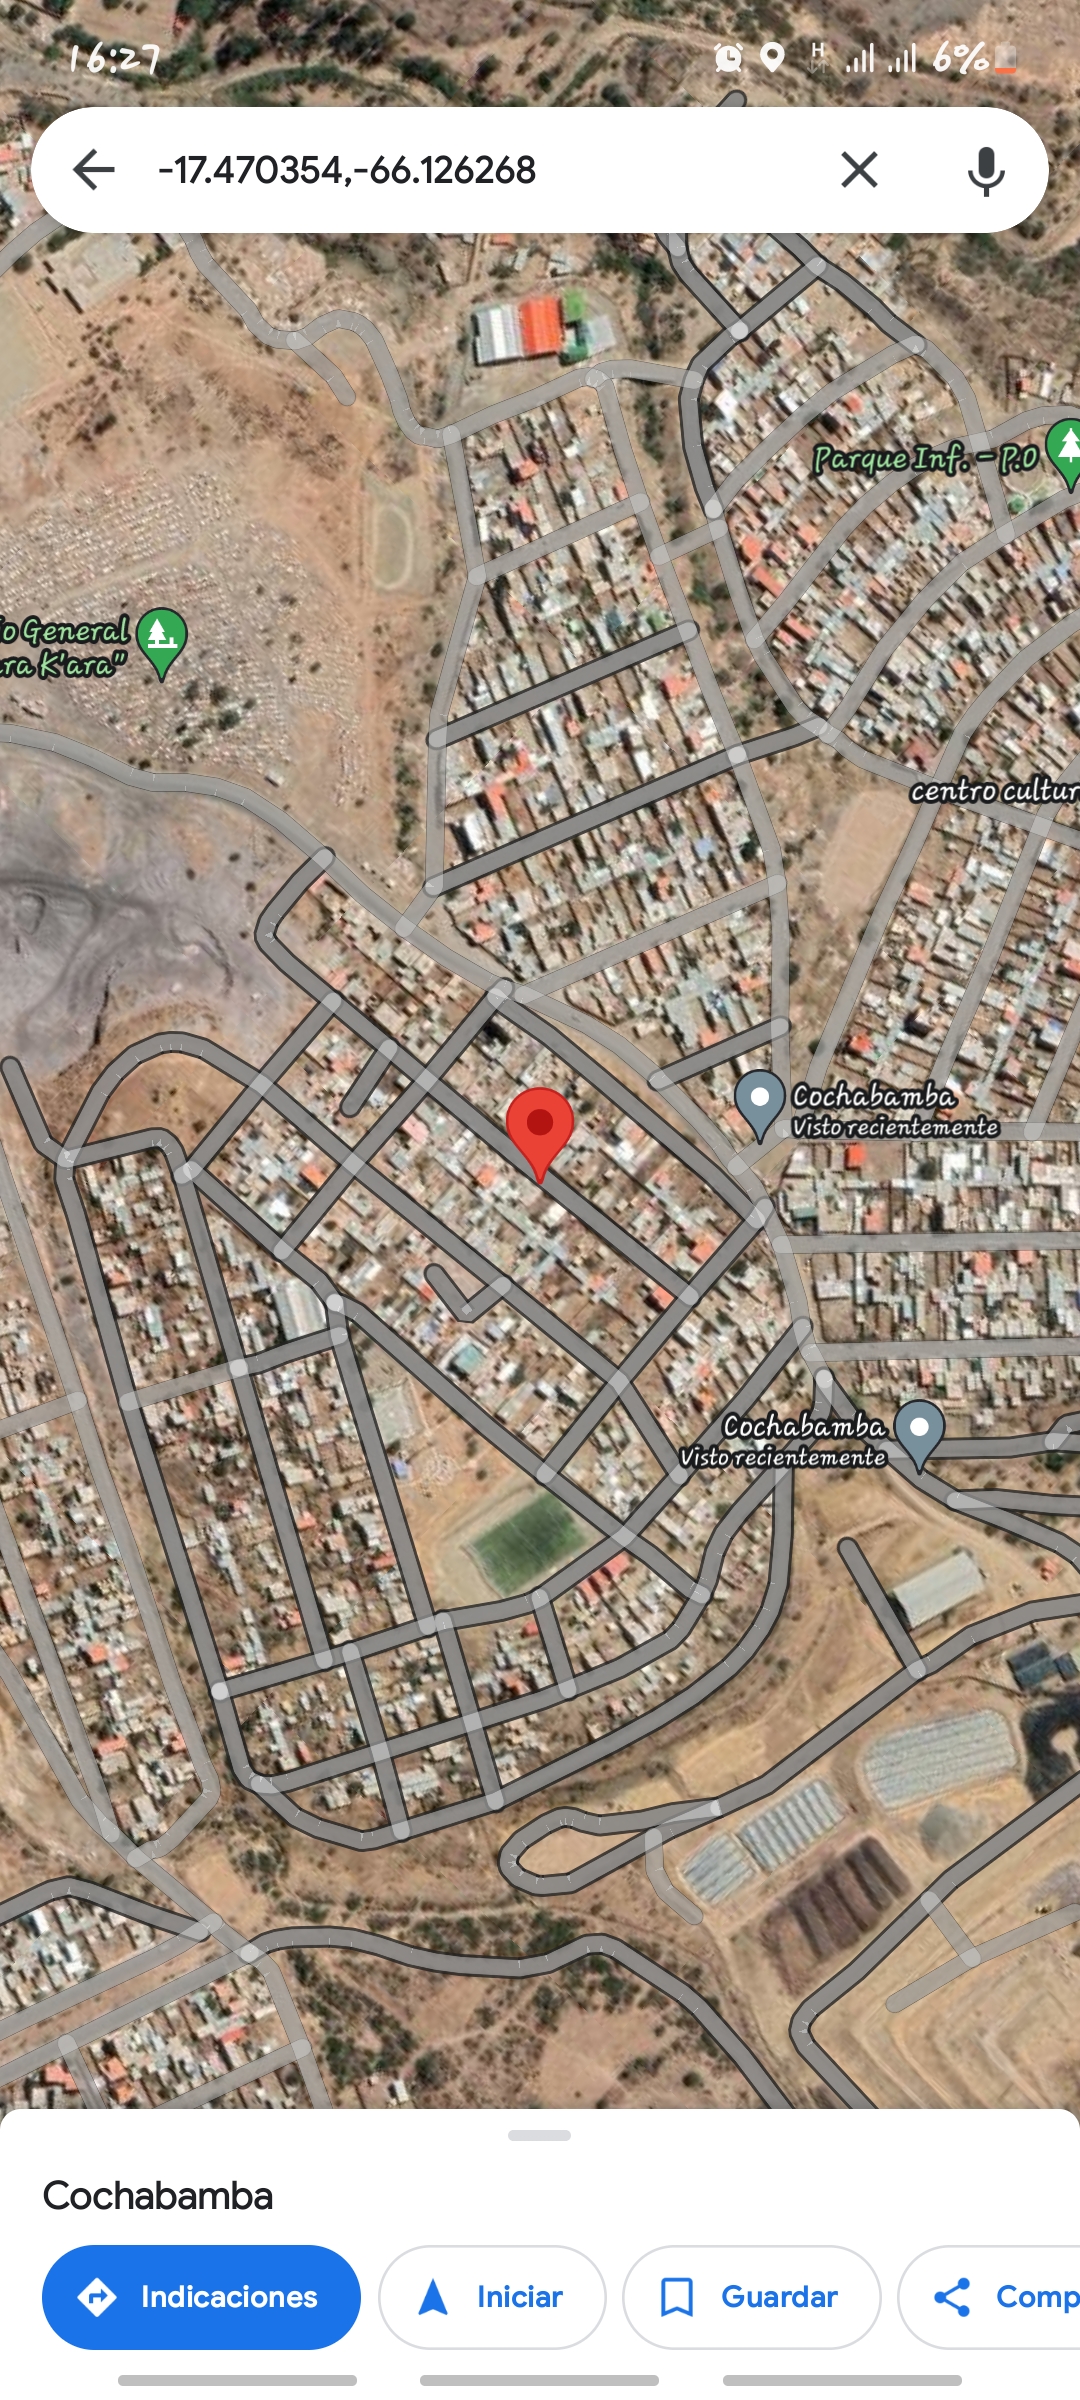 16:27
H
6%
-17.470354,-66.126268
Parque Inf. - P.0
o General
ra K'ara"
centro cultur
Cochabamba
Visto recientemente
Cochabamba
Visto recientemente
Cochabamba
Indicaciones
Iniciar
Guardar
Comp